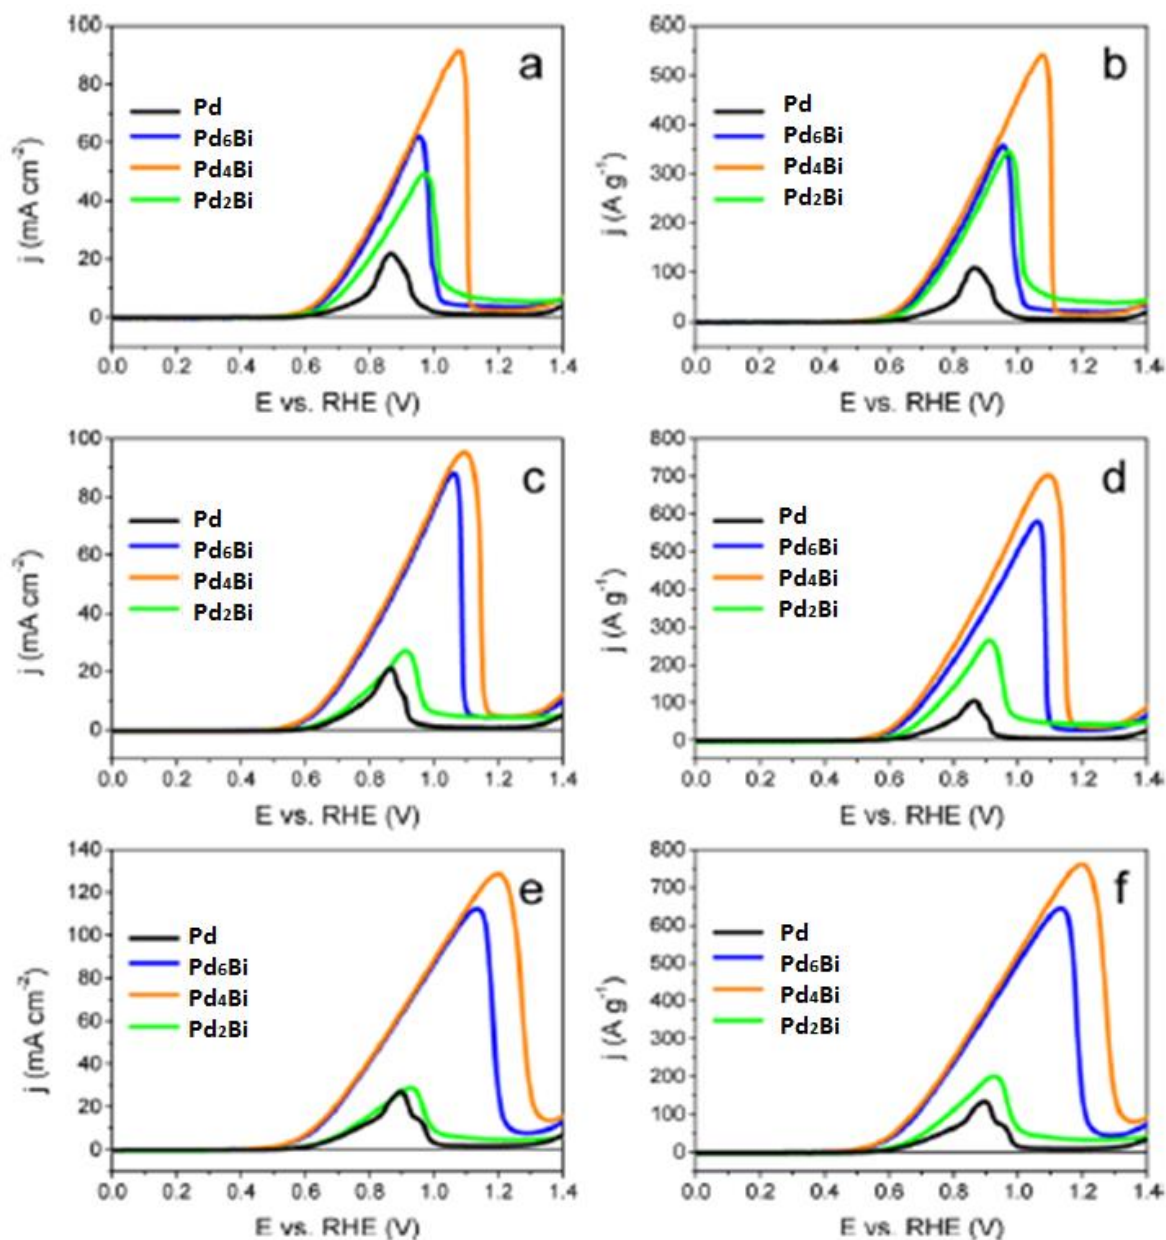 100
80
60
40
20
0
j (mA cm⁻²)
a
Pd
Pd₆Bi
Pd₄Bi
Pd₂Bi
0.0 0.2 0.4 0.6 0.8 1.0 1.2 1.4
E vs. RHE (V)
600
500
400
300
200
100
0
j (A g⁻¹)
b
Pd
Pd₆Bi
Pd₄Bi
Pd₂Bi
0.0 0.2 0.4 0.6 0.8 1.0 1.2 1.4
E vs. RHE (V)
100
80
60
40
20
0
j (mA cm⁻²)
c
Pd
Pd₆Bi
Pd₄Bi
Pd₂Bi
0.0 0.2 0.4 0.6 0.8 1.0 1.2 1.4
E vs. RHE (V)
800
700
600
500
400
300
200
100
0
j (A g⁻¹)
d
Pd
Pd₆Bi
Pd₄Bi
Pd₂Bi
0.0 0.2 0.4 0.6 0.8 1.0 1.2 1.4
E vs. RHE (V)
140
120
100
80
60
40
20
0
j (mA cm⁻²)
e
Pd
Pd₆Bi
Pd₄Bi
Pd₂Bi
0.0 0.2 0.4 0.6 0.8 1.0 1.2 1.4
E vs. RHE (V)
800
700
600
500
400
300
200
100
0
j (A g⁻¹)
f
Pd
Pd₆Bi
Pd₄Bi
Pd₂Bi
0.0 0.2 0.4 0.6 0.8 1.0 1.2 1.4
E vs. RHE (V)